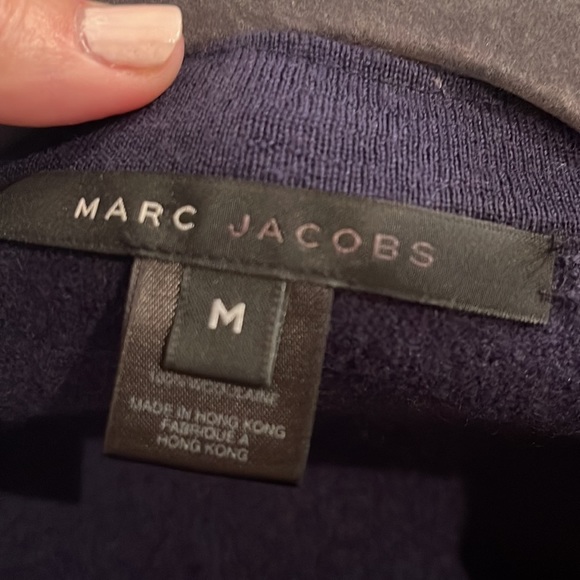 MARC JACOBS
M
100% WOOL-LAINE
MADE IN HONG KONG
FABRIQUÉ À
HONG KONG